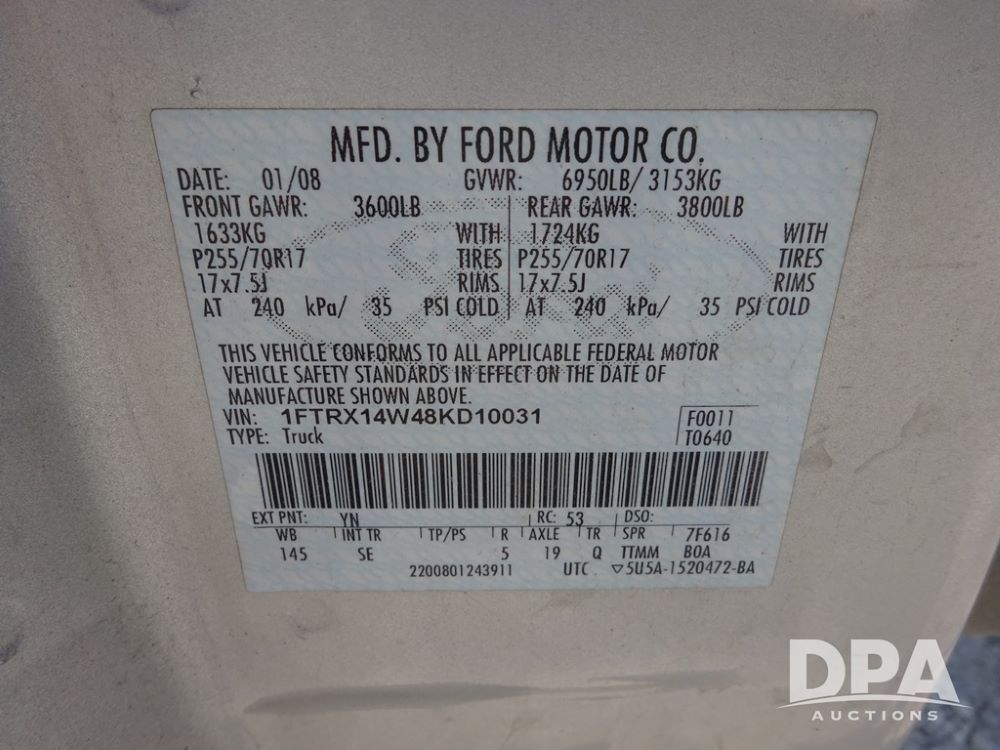 MFD. BY FORD MOTOR CO.
DATE: 01/08 GVWR: 6950LB/ 3153KG
FRONT GAWR: 3600LB REAR GAWR: 3800LB
1633KG WITH 1724KG WITH
P255/70R17 TIRES P255/70R17 TIRES
17x7.5J RIMS 17x7.5J RIMS
AT 240 kPa/ 35 PSI COLD AT 240 kPa/ 35 PSI COLD
THIS VEHICLE CONFORMS TO ALL APPLICABLE FEDERAL MOTOR
VEHICLE SAFETY STANDARDS IN EFFECT ON THE DATE OF
MANUFACTURE SHOWN ABOVE.
VIN: 1FTRX14W48KD10031 F0011
TYPE: Truck T0640
EXT PNT: YN RC: 53 DSO:
WB INT TR TP/PS R AXLE TR SPR 7F616
145 SE 5 19 Q TTMM BOA
2200801243911 UTC ▽5U5A-1520472-BA
DPA
AUCTIONS